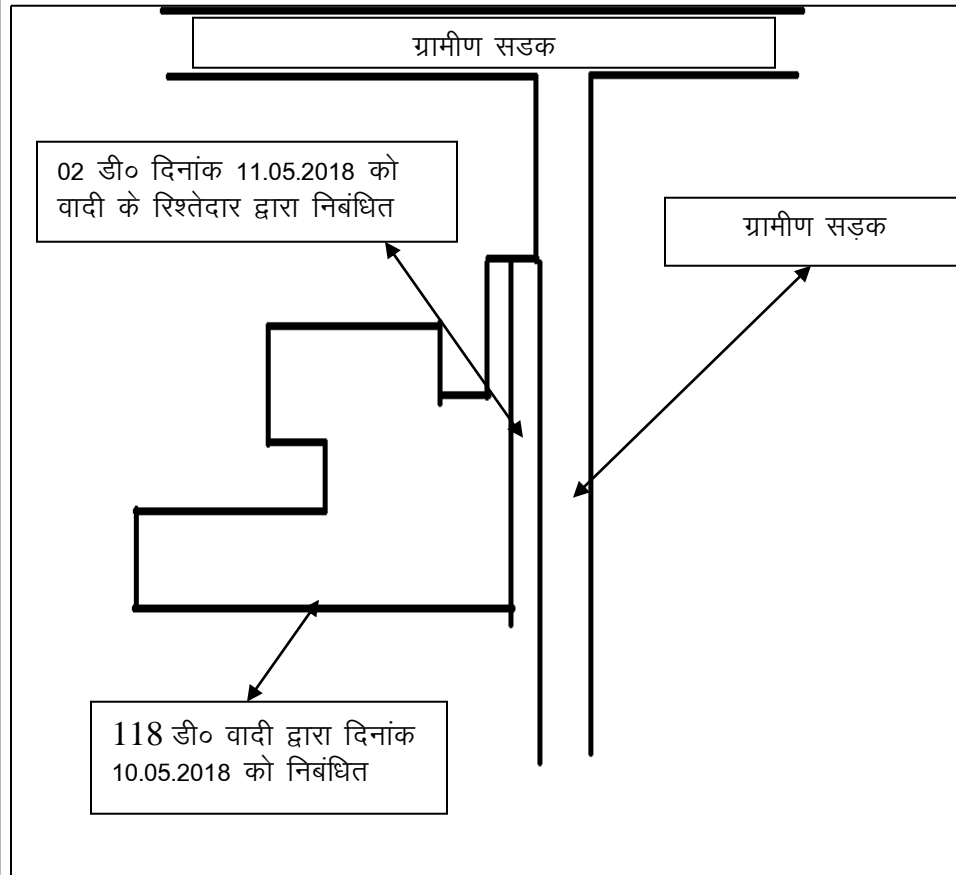 ग्रामीण सडक
02 डी० दिनांक 11.05.2018 को
वादी के रिश्तेदार द्वारा निबंधित
ग्रामीण सड़क
118 डी० वादी द्वारा दिनांक
10.05.2018 को निबंधित